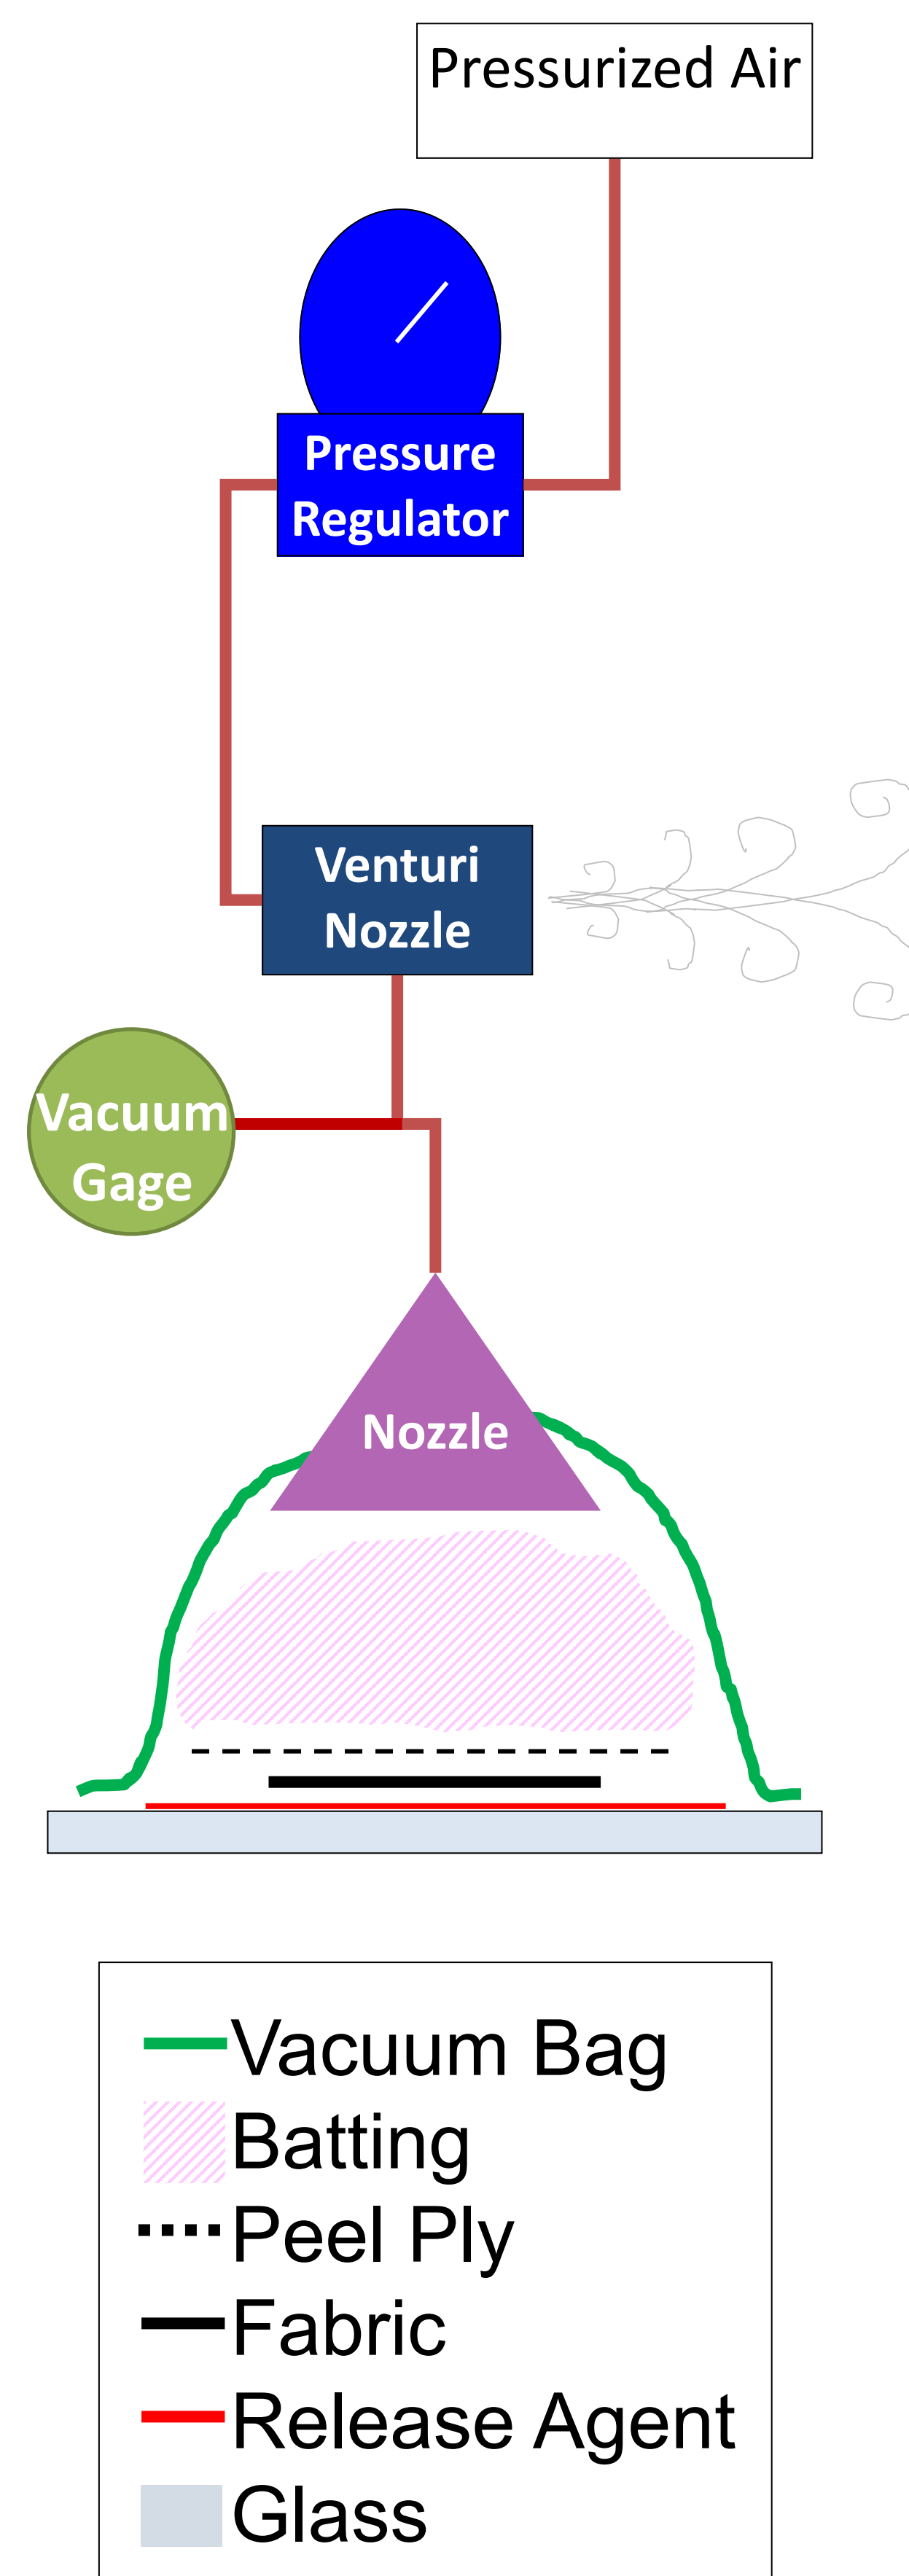 Pressurized Air
Pressure
Regulator
Venturi
Nozzle
Vacuum
Gage
Nozzle
Vacuum Bag
Batting
Peel Ply
Fabric
Release Agent
Glass